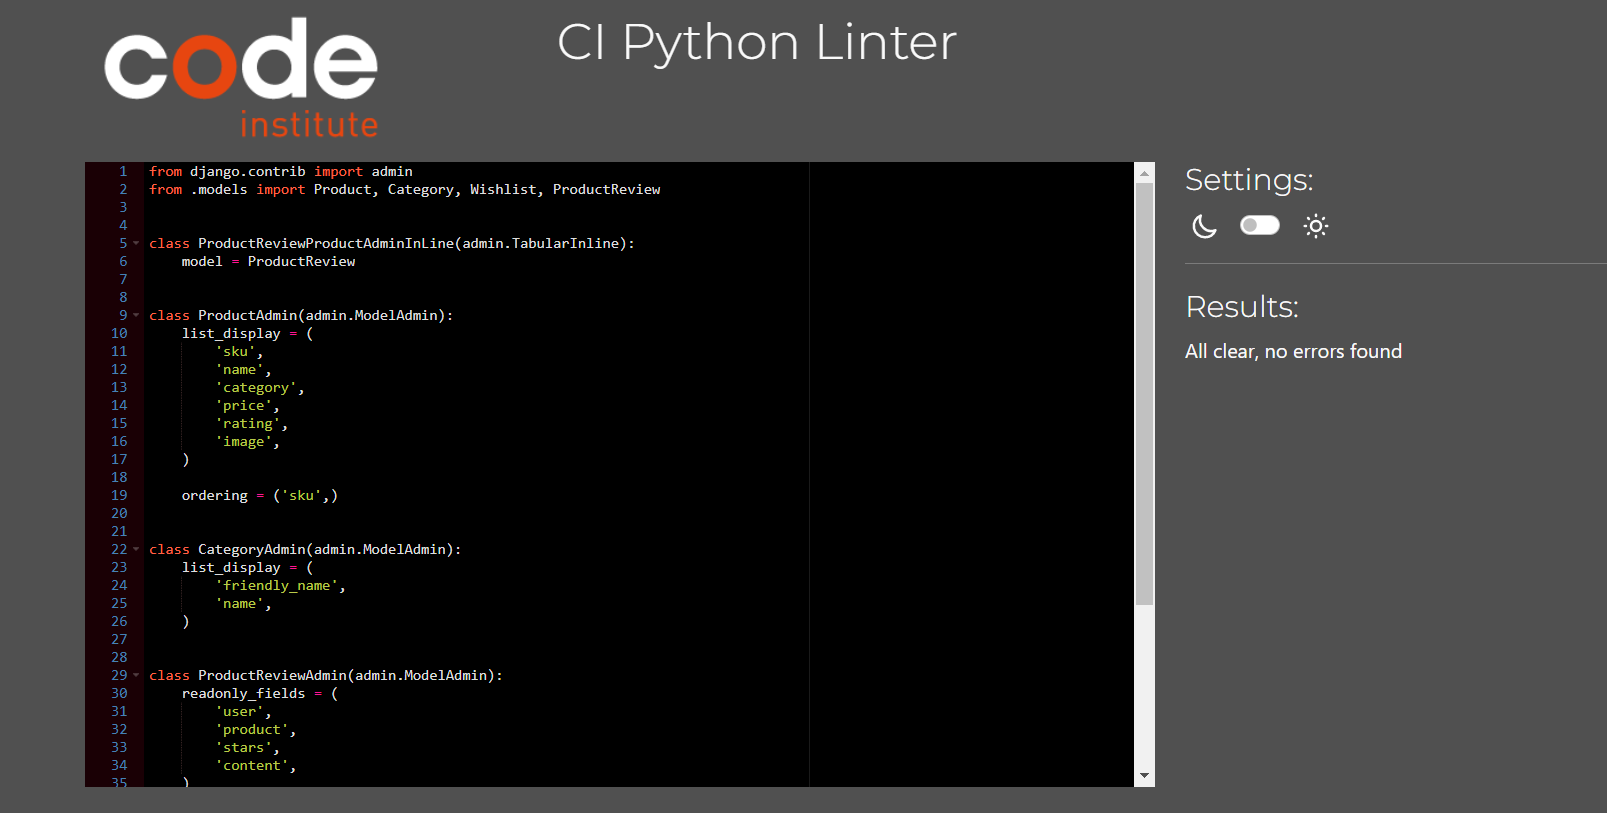 code
institute
CI Python Linter
1 from django.contrib import admin
2 from .models import Product, Category, Wishlist, ProductReview
3
4
5 class ProductReviewProductAdminInLine(admin.TabularInline):
6     model = ProductReview
7
8
9 class ProductAdmin(admin.ModelAdmin):
10     list_display = (
11         'sku',
12         'name',
13         'category',
14         'price',
15         'rating',
16         'image',
17     )
18
19     ordering = ('sku',)
20
21
22 class CategoryAdmin(admin.ModelAdmin):
23     list_display = (
24         'friendly_name',
25         'name',
26     )
27
28
29 class ProductReviewAdmin(admin.ModelAdmin):
30     readonly_fields = (
31         'user',
32         'product',
33         'stars',
34         'content',
35     )
Settings:
Results:
All clear, no errors found